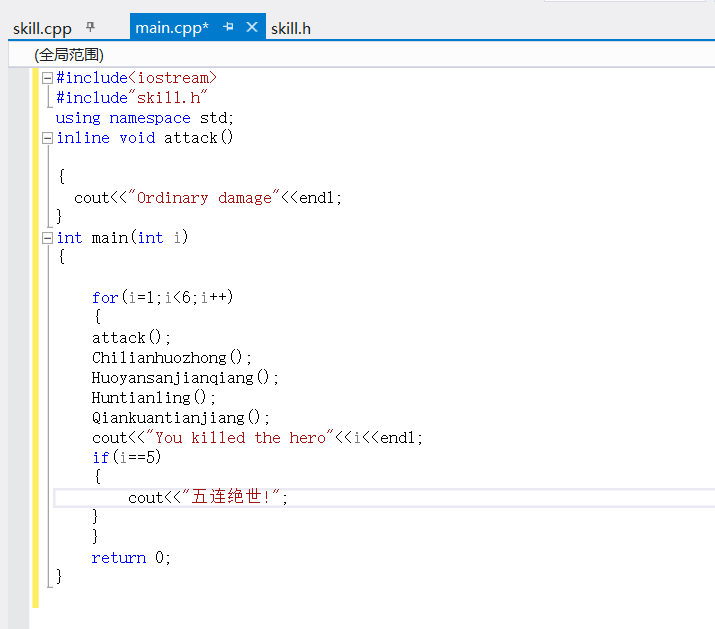 skill.cpp main.cpp* skill.h
(全局范围)
#include<iostream>
#include"skill.h"
using namespace std;
inline void attack()
{
cout<<"Ordinary damage"<<endl;
}
int main(int i)
{
for(i=1;i<6;i++)
{
attack();
Chilianhuozhong();
Huoyansanjianqiang();
Huntianling();
Qiankuantianjiang();
cout<<"You killed the hero"<<i<<endl;
if(i==5)
{
cout<<"五连绝世!";
}
}
return 0;
}